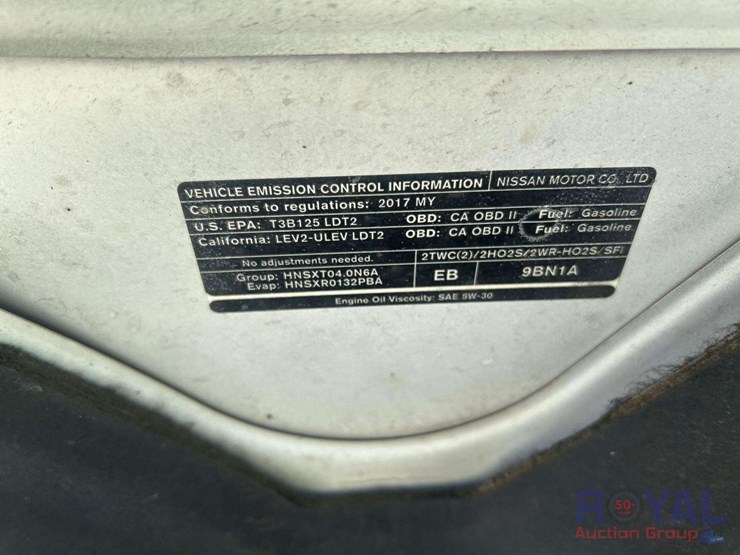 VEHICLE EMISSION CONTROL INFORMATION NISSAN MOTOR CO., LTD
Conforms to regulations: 2017 MY
U.S. EPA: T3B125 LDT2 OBD: CA OBD II Fuel: Gasoline
California: LEV2-ULEV LDT2 OBD: CA OBD II Fuel: Gasoline
No adjustments needed. 2TWC(2)/2HO2S/2WR-HO2S/SFI
Group: HNSXT04.0N6A EB 9BN1A
Evap: HNSXR0132PBA
Engine Oil Viscosity: SAE 5W-30
50
ROYAL
Auction Group